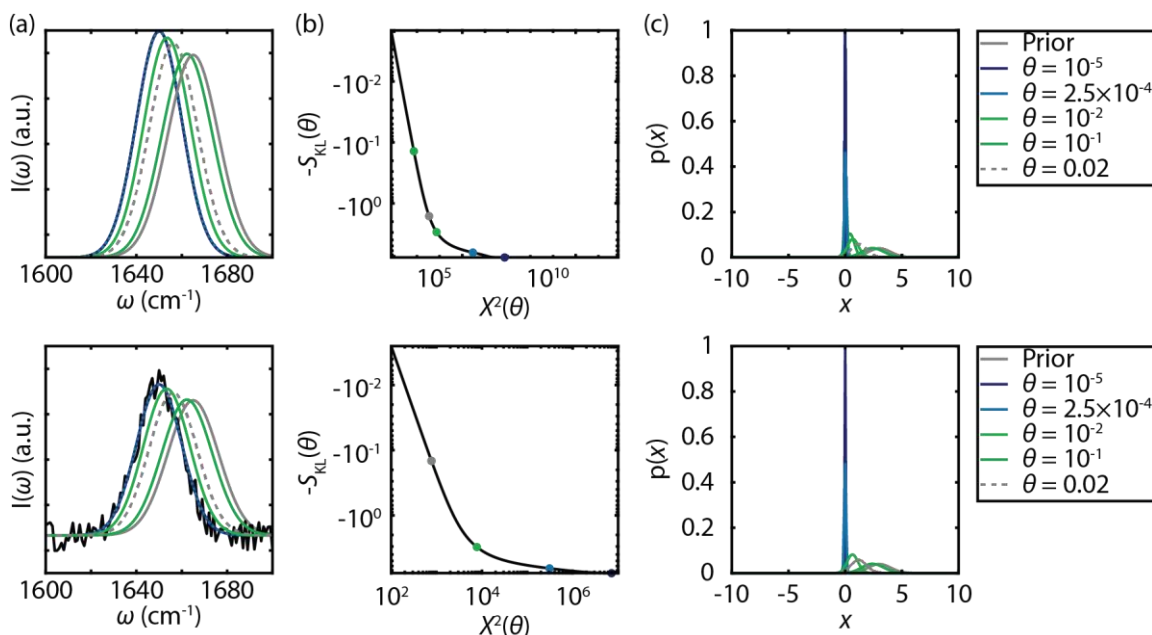 (a)
I(ω) (a.u.)
1600 1640 1680
ω (cm⁻¹)
(b)
-S_KL(θ)
-10⁻²
-10⁻¹
-10⁰
10⁵ 10¹⁰
X²(θ)
(c)
p(x)
1
0.8
0.6
0.4
0.2
0
-10 -5 0 5 10
x
Prior
θ = 10⁻⁵
θ = 2.5×10⁻⁴
θ = 10⁻²
θ = 10⁻¹
θ = 0.02
I(ω) (a.u.)
1600 1640 1680
ω (cm⁻¹)
-S_KL(θ)
-10⁻²
-10⁻¹
-10⁰
10² 10⁴ 10⁶
X²(θ)
p(x)
1
0.8
0.6
0.4
0.2
0
-10 -5 0 5 10
x
Prior
θ = 10⁻⁵
θ = 2.5×10⁻⁴
θ = 10⁻²
θ = 10⁻¹
θ = 0.02